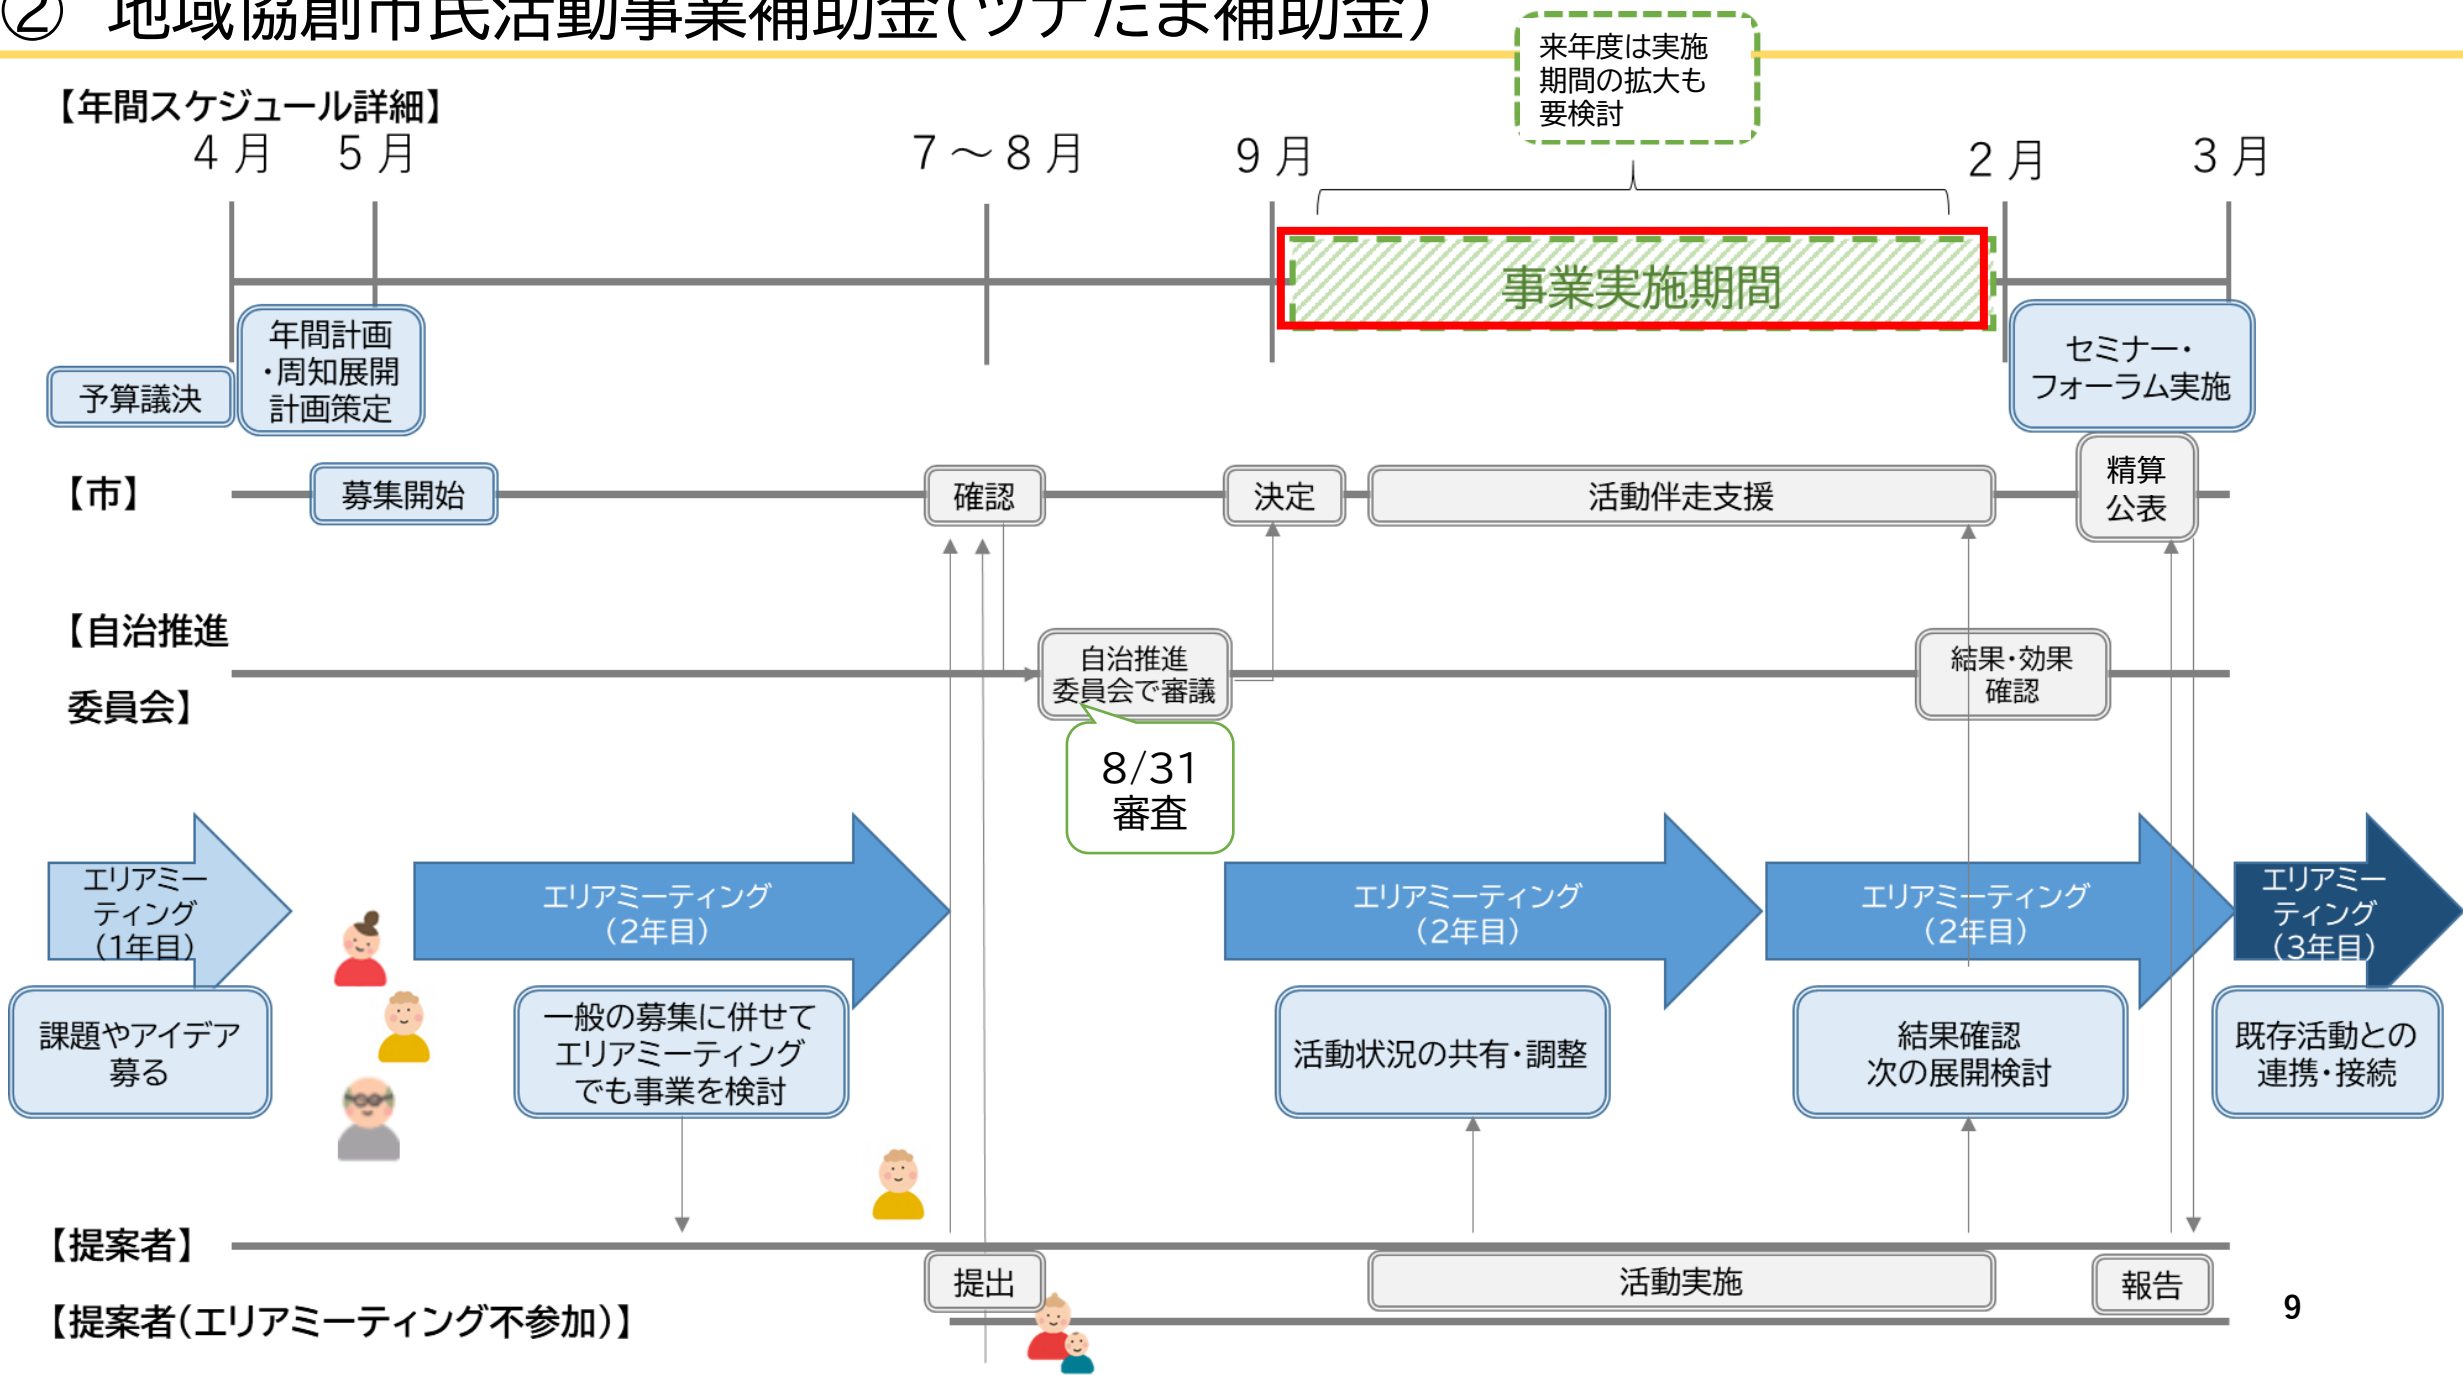 ② 地域協創市民活動事業補助金(ツナたま補助金)
来年度は実施
期間の拡大も
要検討
【年間スケジュール詳細】
4月
5月
7～8月
9月
2月
3月
事業実施期間
予算議決
年間計画
・周知展開
計画策定
セミナー・
フォーラム実施
【市】
募集開始
確認
決定
活動伴走支援
精算
公表
【自治推進
委員会】
自治推進
委員会で審議
結果・効果
確認
8/31
審査
エリアミー
ティング
(1年目)
エリアミーティング
(2年目)
エリアミーティング
(2年目)
エリアミーティング
(2年目)
エリアミー
ティング
(3年目)
課題やアイデア
募る
一般の募集に併せて
エリアミーティング
でも事業を検討
活動状況の共有・調整
結果確認
次の展開検討
既存活動との
連携・接続
【提案者】
提出
活動実施
報告
【提案者(エリアミーティング不参加)】
9